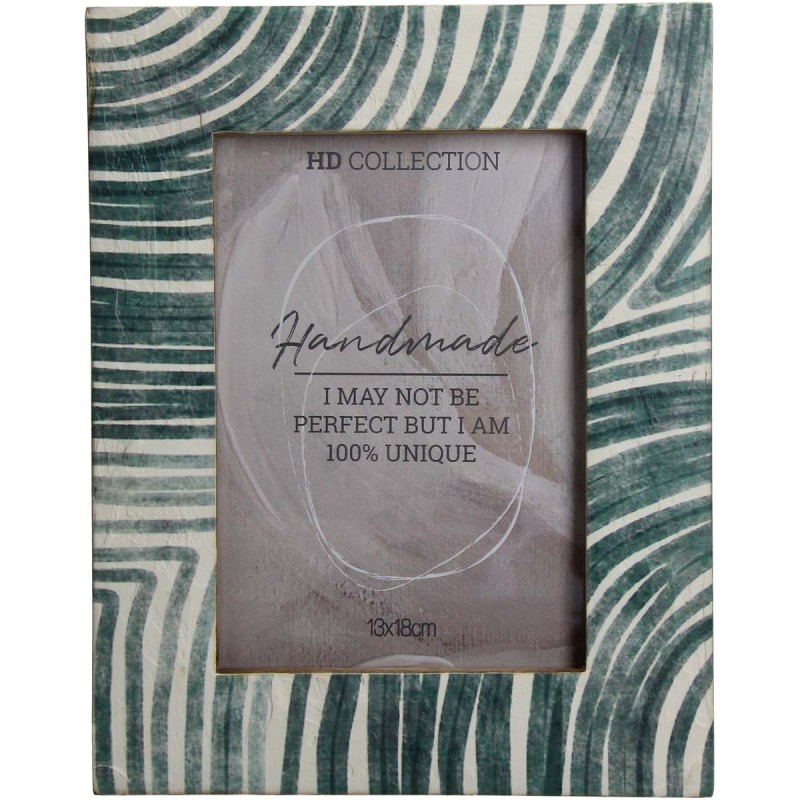 HD COLLECTION
Handmade
I MAY NOT BE
PERFECT BUT I AM
100% UNIQUE
13x18cm